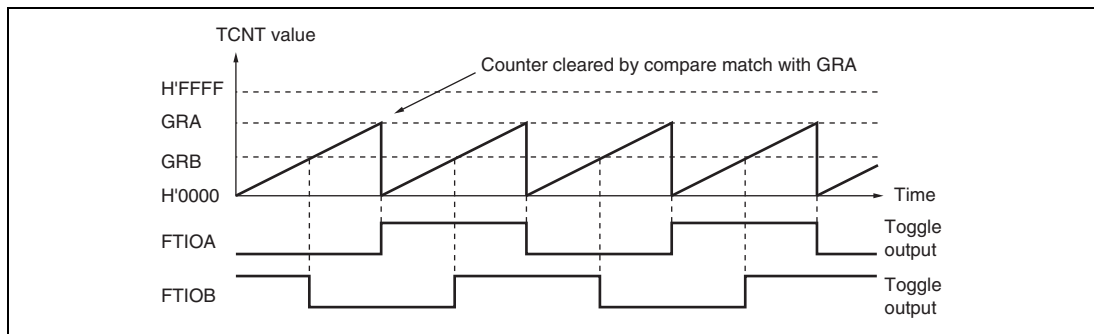 TCNT value
Counter cleared by compare match with GRA
H'FFFF
GRA
GRB
H'0000
Time
FTIOA
Toggle
output
FTIOB
Toggle
output